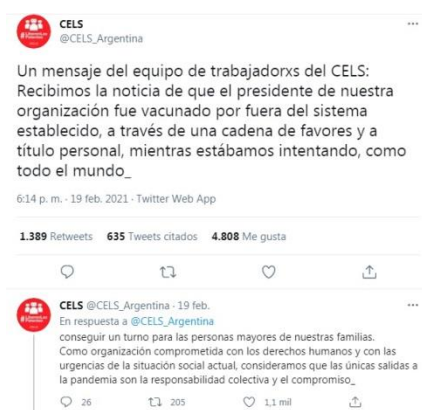 CELS
@CELS_Argentina
Un mensaje del equipo de trabajadorxs del CELS:
Recibimos la noticia de que el presidente de nuestra
organización fue vacunado por fuera del sistema
establecido, a través de una cadena de favores y a
título personal, mientras estábamos intentando, como
todo el mundo_
6:14 p. m. · 19 feb. 2021 · Twitter Web App
1.389 Retweets 635 Tweets citados 4.808 Me gusta
CELS @CELS_Argentina · 19 feb.
En respuesta a @CELS_Argentina
conseguir un turno para las personas mayores de nuestras familias.
Como organización comprometida con los derechos humanos y con las
urgencias de la situación social actual, consideramos que las únicas salidas a
la pandemia son la responsabilidad colectiva y el compromiso_
26 205 1,1 mil